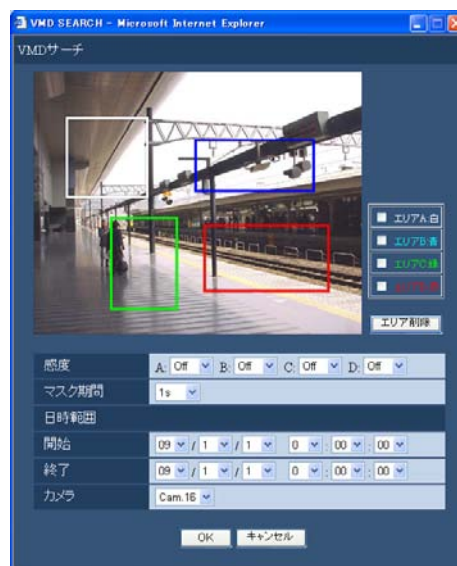 VMD SEARCH - Microsoft Internet Explorer
VMDサーチ
エリアA:白
エリアB:青
エリアC:緑
エリアD:赤
エリア削除
感度 A: Off B: Off C: Off D: Off
マスク期間 1s
日時範囲
開始 09 / 1 / 1 0 : 00 : 00
終了 09 / 1 / 1 0 : 00 : 00
カメラ Cam.16
OK キャンセル